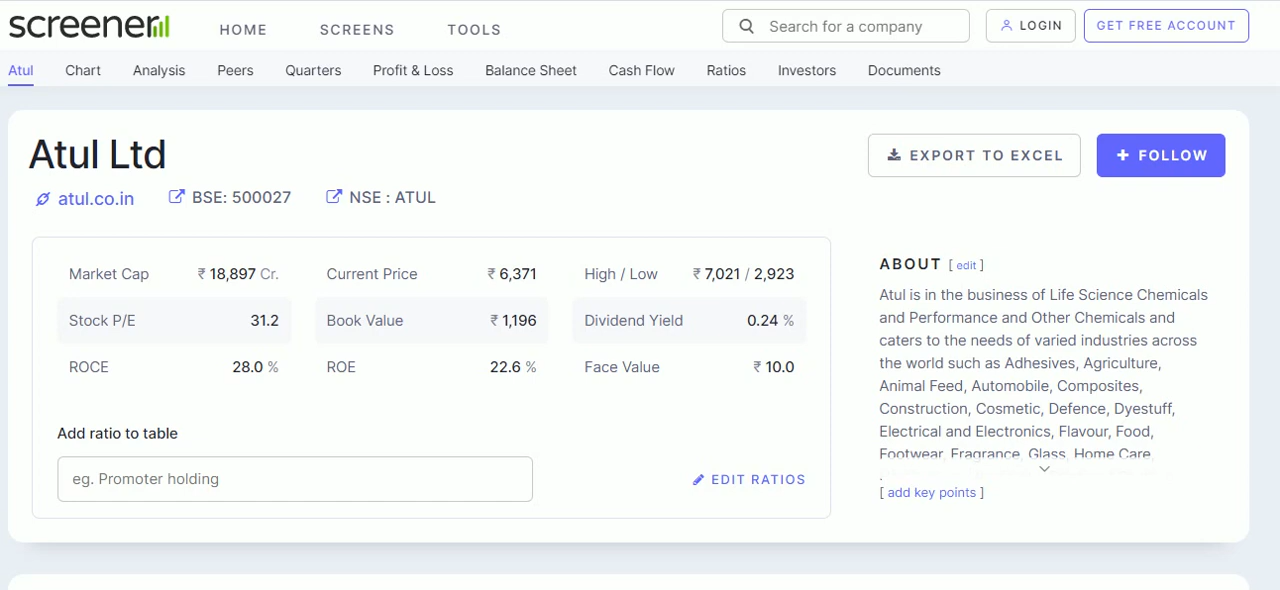 screener
HOME SCREENS TOOLS
Search for a company
LOGIN
GET FREE ACCOUNT
Atul Chart Analysis Peers Quarters Profit & Loss Balance Sheet Cash Flow Ratios Investors Documents
Atul Ltd
EXPORT TO EXCEL
+ FOLLOW
atul.co.in BSE: 500027 NSE : ATUL
Market Cap ₹ 18,897 Cr. Current Price ₹ 6,371 High / Low ₹ 7,021 / 2,923
Stock P/E 31.2 Book Value ₹ 1,196 Dividend Yield 0.24 %
ROCE 28.0 % ROE 22.6 % Face Value ₹ 10.0
Add ratio to table
eg. Promoter holding
EDIT RATIOS
ABOUT [ edit ]
Atul is in the business of Life Science Chemicals
and Performance and Other Chemicals and
caters to the needs of varied industries across
the world such as Adhesives, Agriculture,
Animal Feed, Automobile, Composites,
Construction, Cosmetic, Defence, Dyestuff,
Electrical and Electronics, Flavour, Food,
Footwear, Fragrance, Glass, Home Care,
[ add key points ]